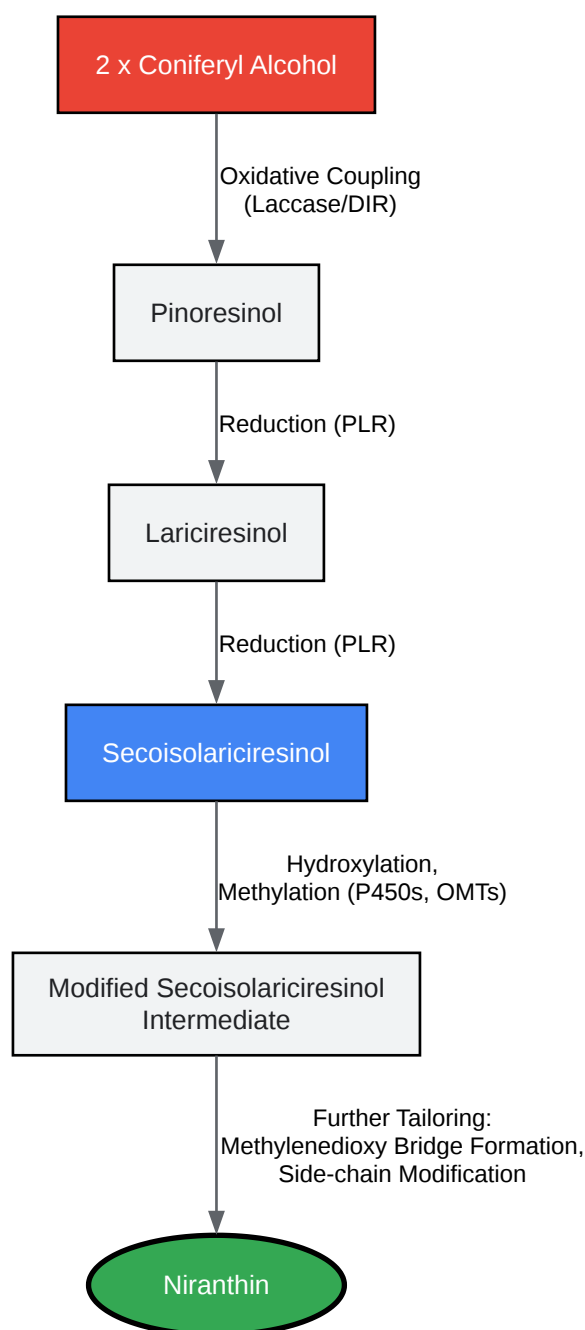 2 x Coniferyl Alcohol
Oxidative Coupling
(Laccase/DIR)
Pinoresinol
Reduction (PLR)
Lariciresinol
Reduction (PLR)
Secoisolariciresinol
Hydroxylation,
Methylation (P450s, OMTs)
Modified Secoisolariciresinol
Intermediate
Further Tailoring:
Methylenedioxy Bridge Formation,
Side-chain Modification
Niranthin